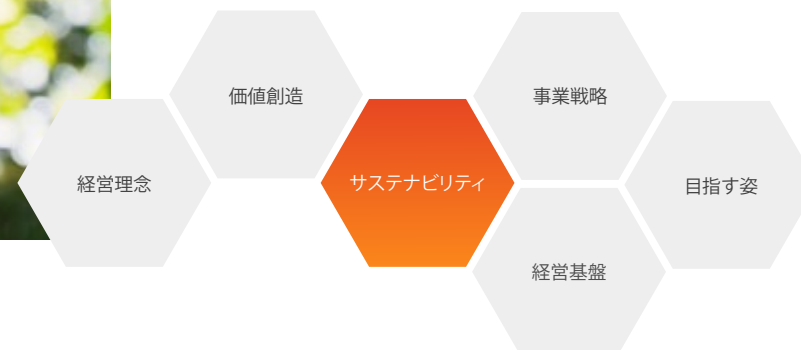 経営理念
価値創造
サステナビリティ
事業戦略
経営基盤
目指す姿